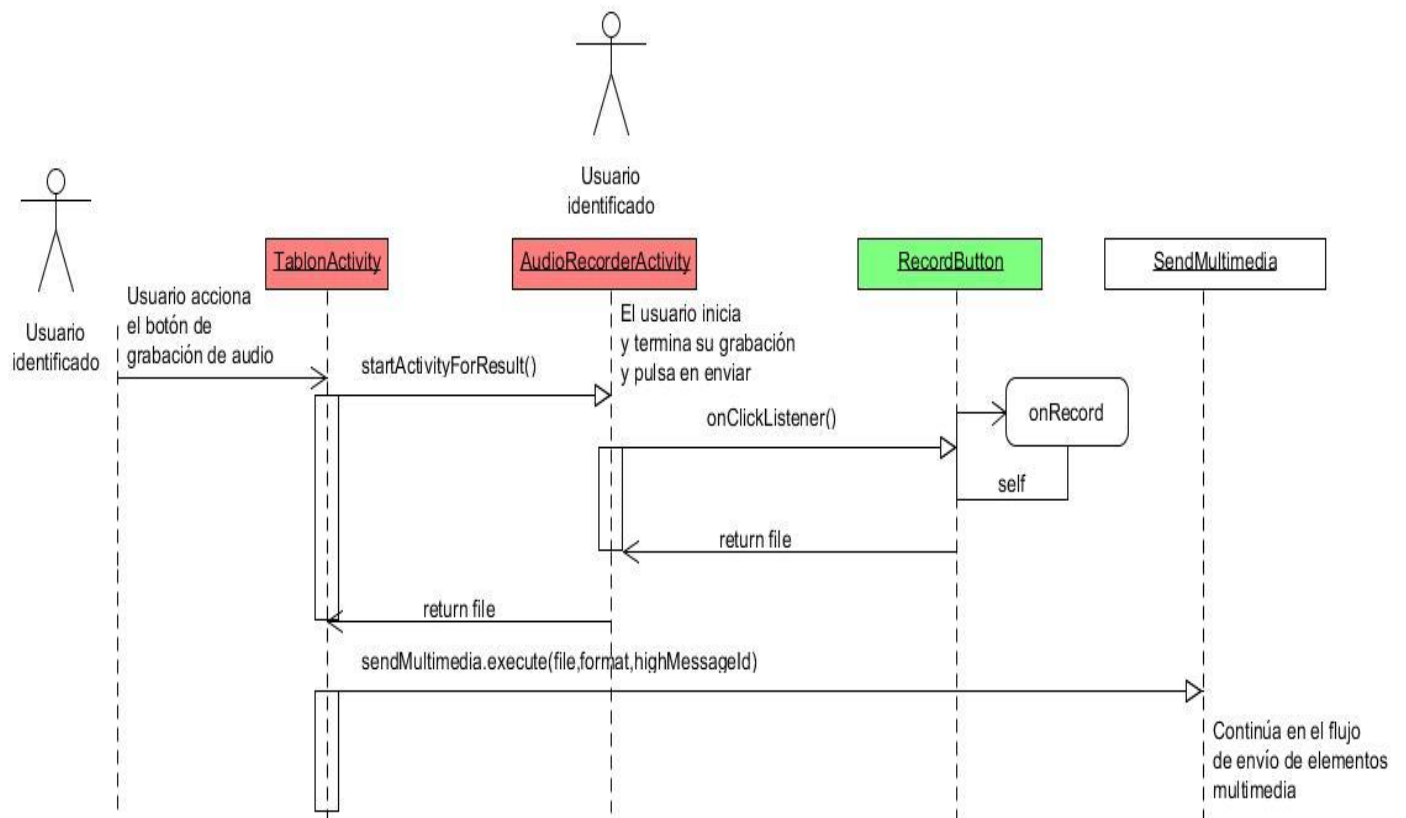 Usuario
identificado
Usuario
identificado
TablonActivity
AudioRecorderActivity
RecordButton
SendMultimedia
Usuario acciona
el botón de
grabación de audio
startActivityForResult()
El usuario inicia
y termina su grabación
y pulsa en enviar
onClickListener()
onRecord
self
return file
return file
sendMultimedia.execute(file,format,highMessageId)
Continúa en el flujo
de envío de elementos
multimedia